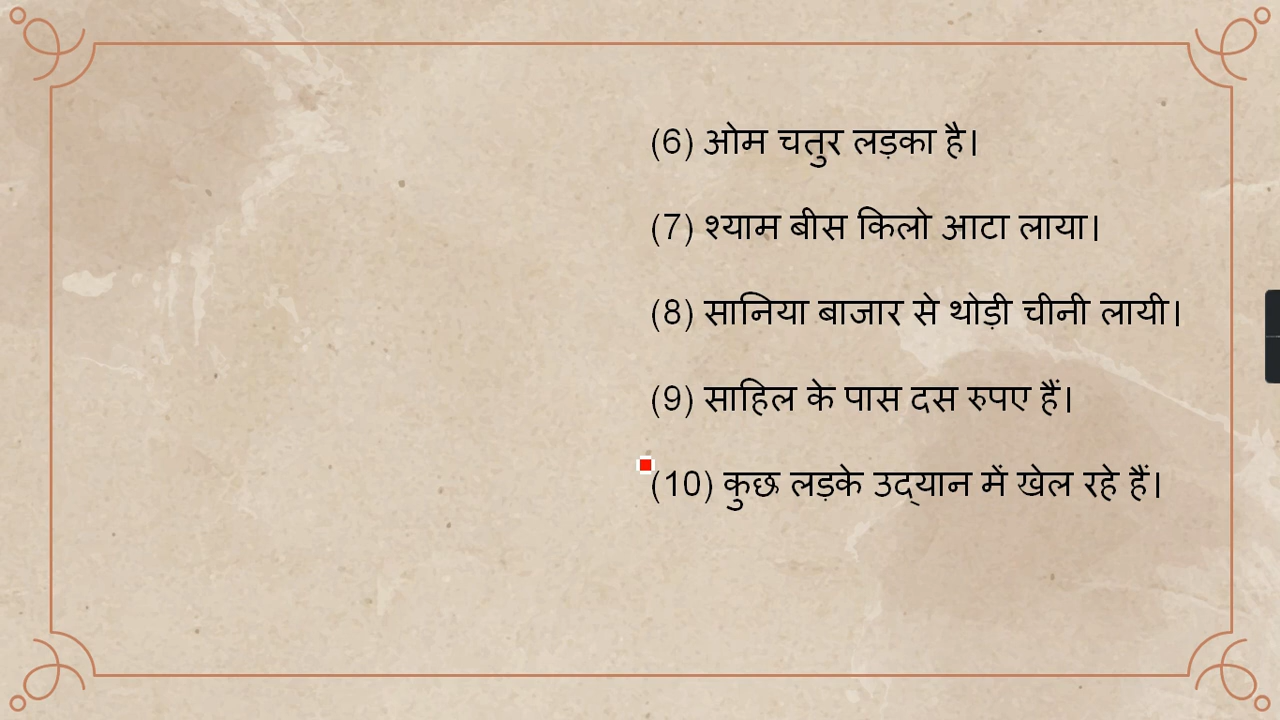 (6) ओम चतुर लड़का है।
(7) श्याम बीस किलो आटा लाया।
(8) सानिया बाजार से थोड़ी चीनी लायी।
(9) साहिल के पास दस रुपए हैं।
(10) कुछ लड़के उद्‌यान में खेल रहे हैं।